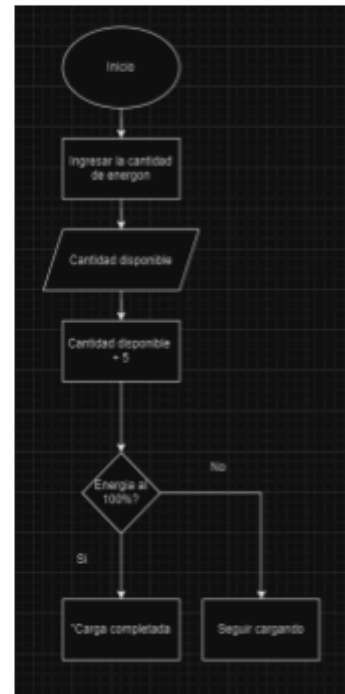 Inicio
Ingresar la cantidad
de energon
Cantidad disponible
Cantidad disponible
+ 5
Energia al
100%?
No
Si
"Carga completada
Seguir cargando